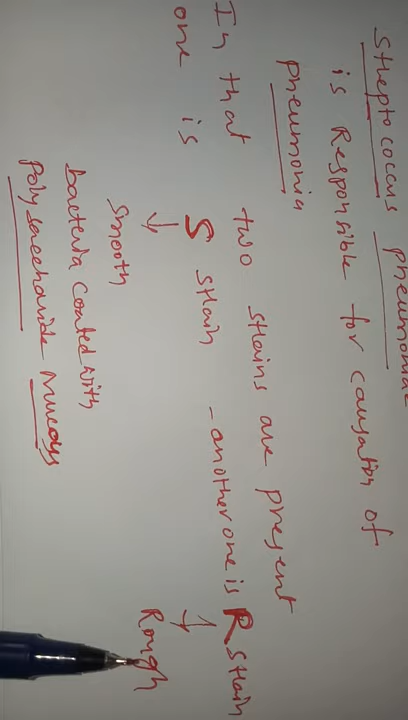 Streptococcus pneumoniae
is Responsible for causation of
pneumonia
In that two strains are present
one is S strain - another one is R strain
↓ ↓
Smooth Rough
bacteria coated with
Polysaccharide Mucous